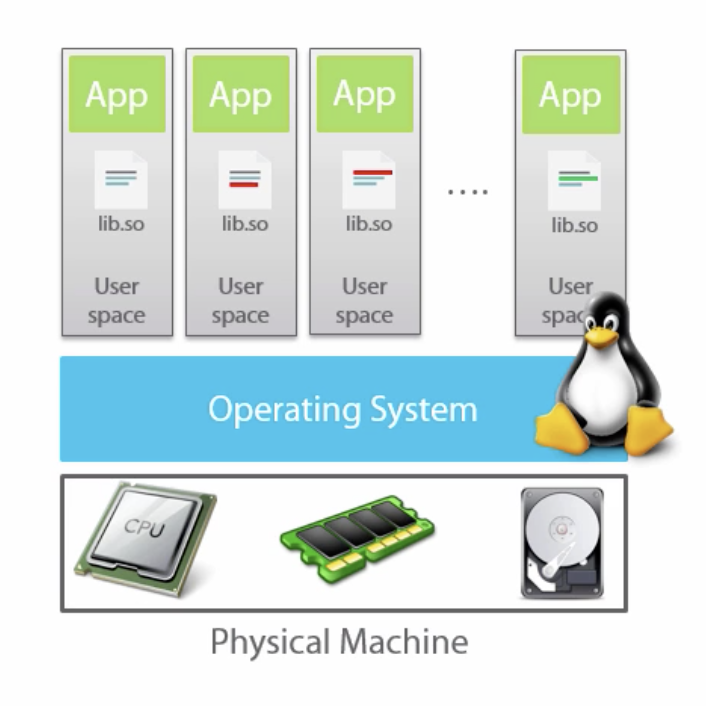 App
App
App
App
lib.so
lib.so
lib.so
....
lib.so
User
space
User
space
User
space
User
space
Operating System
CPU
Physical Machine